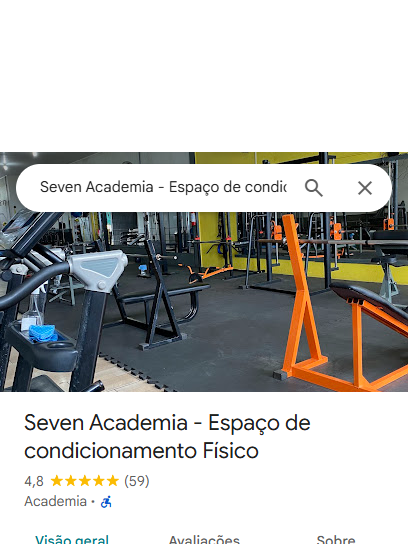 Seven Academia - Espaço de condic
Seven Academia - Espaço de
condicionamento Físico
4,8 (59)
Academia ·
Visão geral Avaliações Sobre